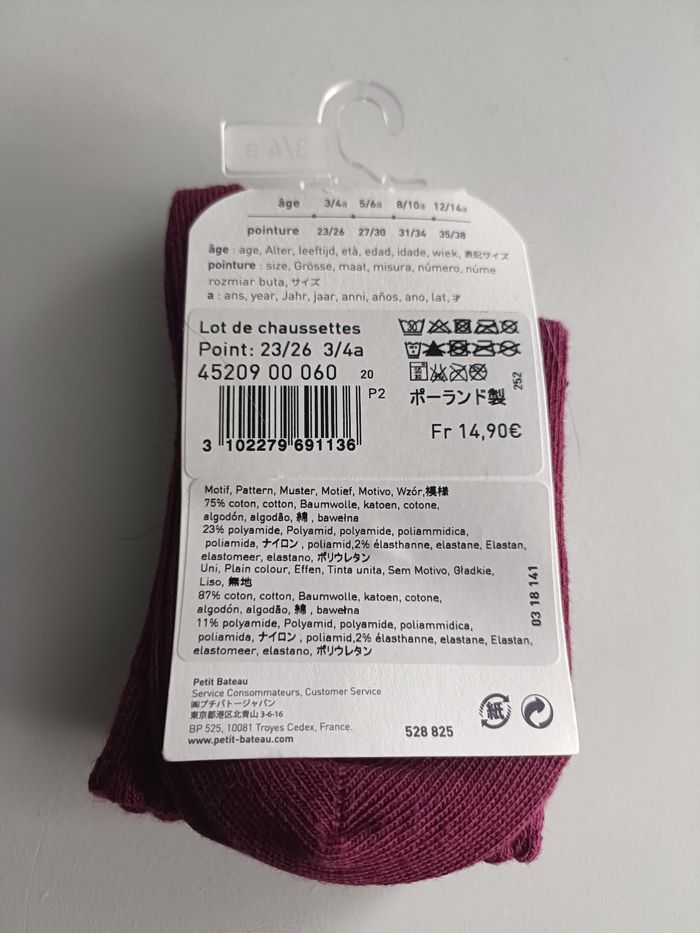 3/4 a
âge 3/4a 5/6a 8/10a 12/14a
pointure 23/26 27/30 31/34 35/38
âge : age, Alter, leeftijd, età, edad, idade, wiek, 表記サイズ
pointure : size, Grösse, maat, misura, número, núme
rozmiar buta, サイズ
a : ans, year, Jahr, jaar, anni, años, ano, lat,才
Lot de chaussettes
Point: 23/26 3/4a
45209 00 060 20
P2
3 102279 691136
252
ポーランド製
Fr 14,90€
Motif, Pattern, Muster, Motief, Motivo, Wzór,模様
75% coton, cotton, Baumwolle, katoen, cotone,
algodón, algodão, 綿 , bawełna
23% polyamide, Polyamid, polyamide, poliammidica,
poliamida, ナイロン , poliamid,2% élasthanne, elastane, Elastan,
elastomeer, elastano, ポリウレタン
Uni, Plain colour, Effen, Tinta unita, Sem Motivo, Gładkie,
Liso, 無地
87% coton, cotton, Baumwolle, katoen, cotone,
algodón, algodão, 綿 , bawełna
11% polyamide, Polyamid, polyamide, poliammidica,
poliamida, ナイロン , poliamid,2% élasthanne, elastane, Elastan,
elastomeer, elastano, ポリウレタン
03 18 141
Petit Bateau
Service Consommateurs, Customer Service
㈱プチバトージャパン
東京都港区北青山 3-6-16
BP 525, 10081 Troyes Cedex, France.
www.petit-bateau.com
528 825
紙